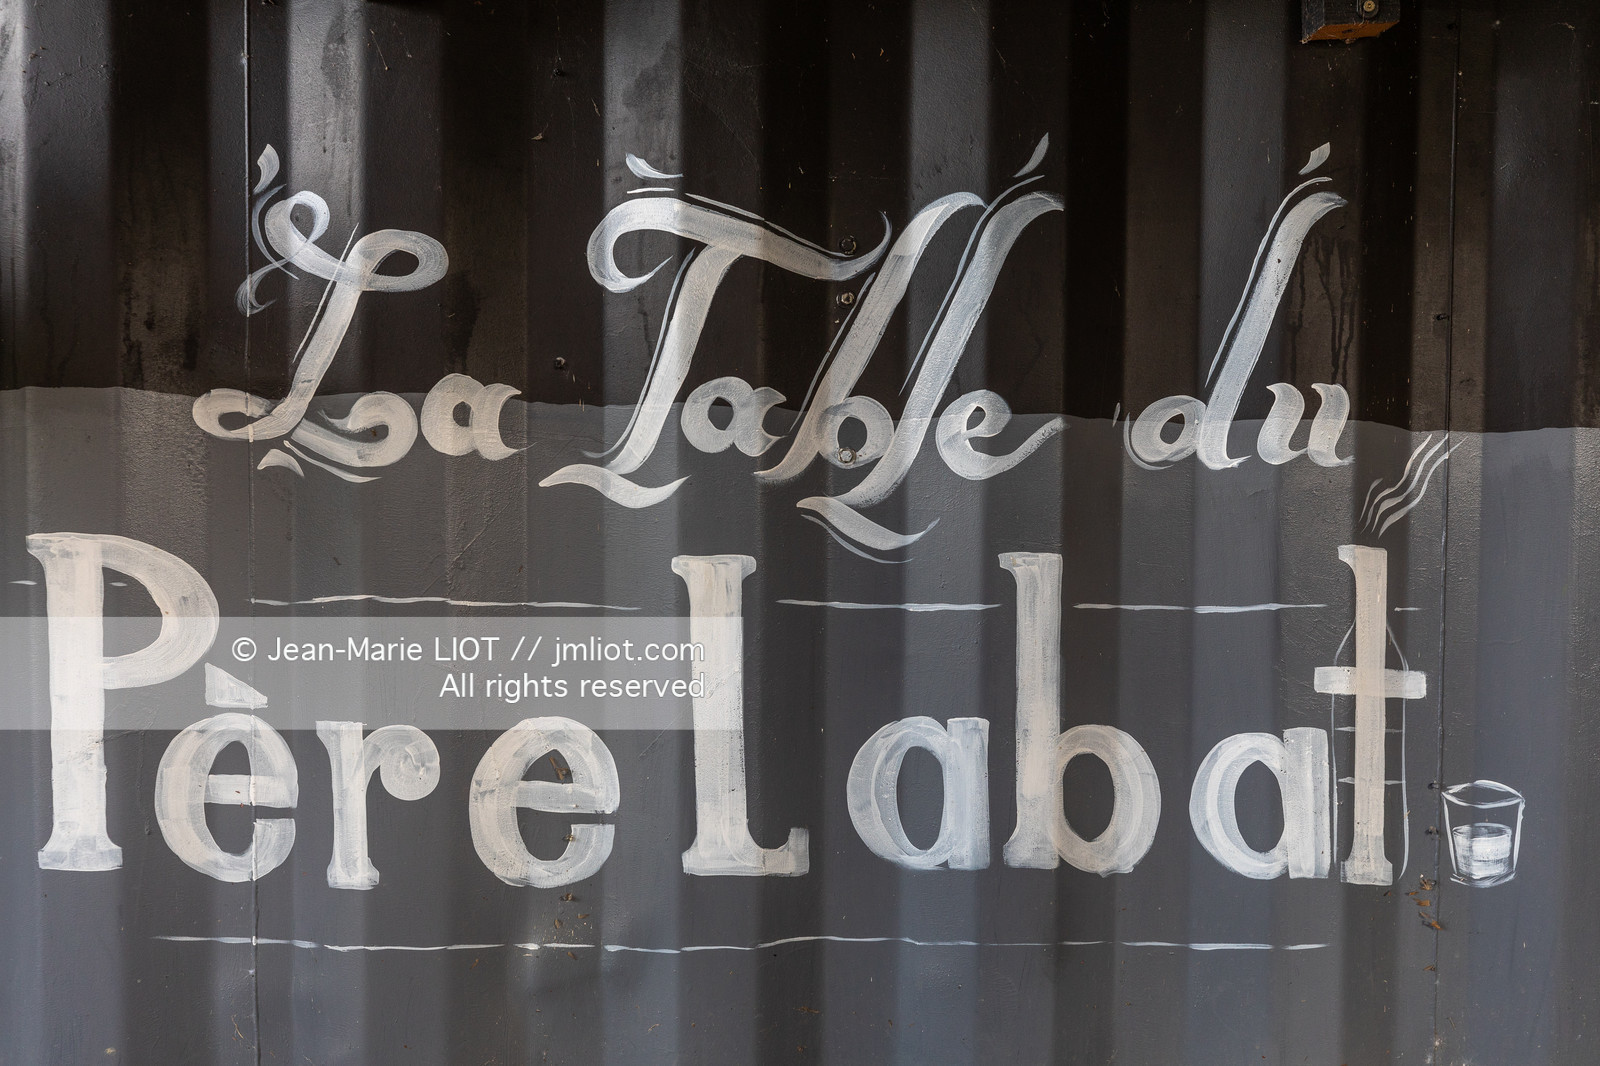 La Table du
Père Labat
© Jean-Marie LIOT // jmliot.com
All rights reserved